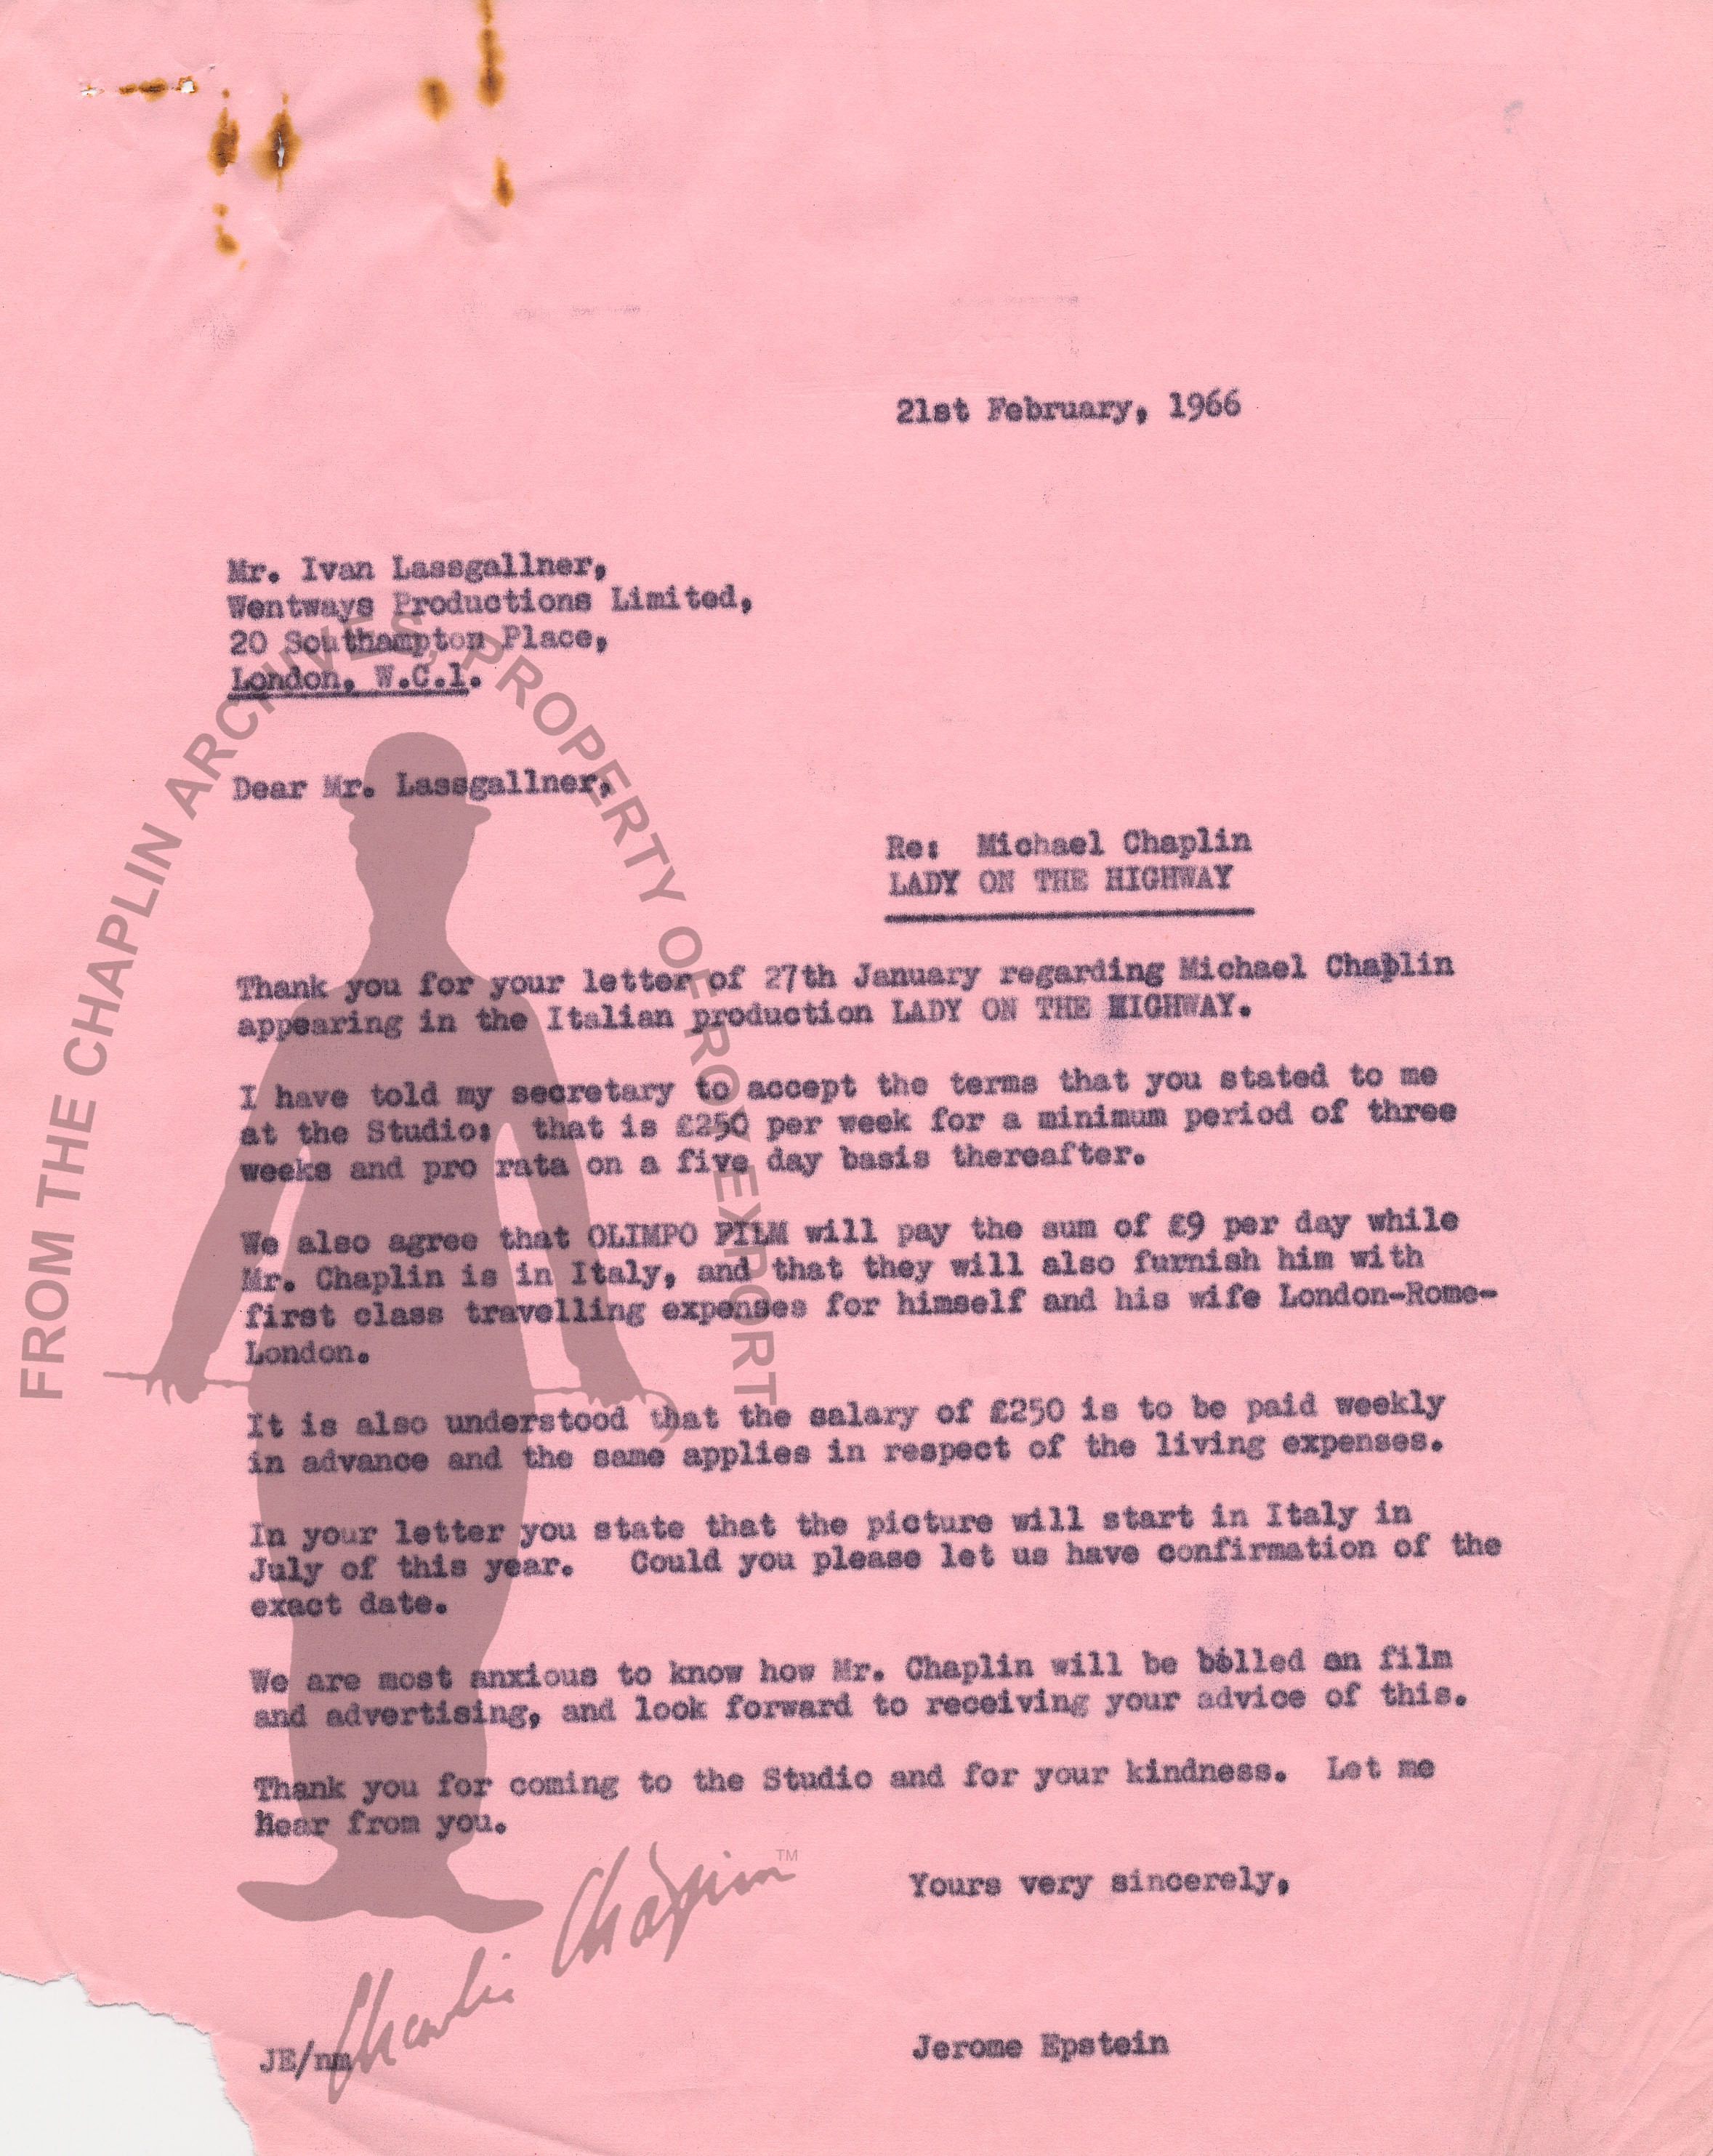 21st February, 1966
Mr. Ivan Lassgallner,
Wentways Productions Limited,
20 Southampton Place,
London, W.C.1.
Dear Mr. Lassgallner,
Re: Michael Chaplin
LADY ON THE HIGHWAY
Thank you for your letter of 27th January regarding Michael Chaplin
appearing in the Italian production LADY ON THE HIGHWAY.
I have told my secretary to accept the terms that you stated to me
at the Studio: that is £250 per week for a minimum period of three
weeks and pro rata on a five day basis thereafter.
We also agree that OLIMPO FILM will pay the sum of £9 per day while
Mr. Chaplin is in Italy, and that they will also furnish him with
first class travelling expenses for himself and his wife London-Rome-
London.
It is also understood that the salary of £250 is to be paid weekly
in advance and the same applies in respect of the living expenses.
In your letter you state that the picture will start in Italy in
July of this year. Could you please let us have confirmation of the
exact date.
We are most anxious to know how Mr. Chaplin will be billed on film
and advertising, and look forward to receiving your advice of this.
Thank you for coming to the Studio and for your kindness. Let me
hear from you.
Yours very sincerely,
JE/nm
Jerome Epstein
FROM THE CHAPLIN ARCHIVES, PROPERTY OF ROY EXPORT
Charlie Chaplin TM